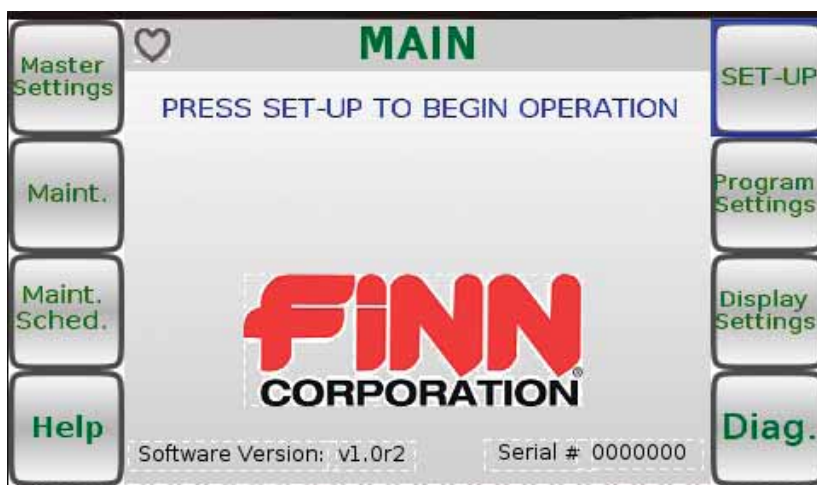 MAIN
PRESS SET-UP TO BEGIN OPERATION
Master
Settings
Maint.
Maint.
Sched.
Help
SET-UP
Program
Settings
Display
Settings
Diag.
FINN
CORPORATION®
Software Version: v1.0r2
Serial # 0000000